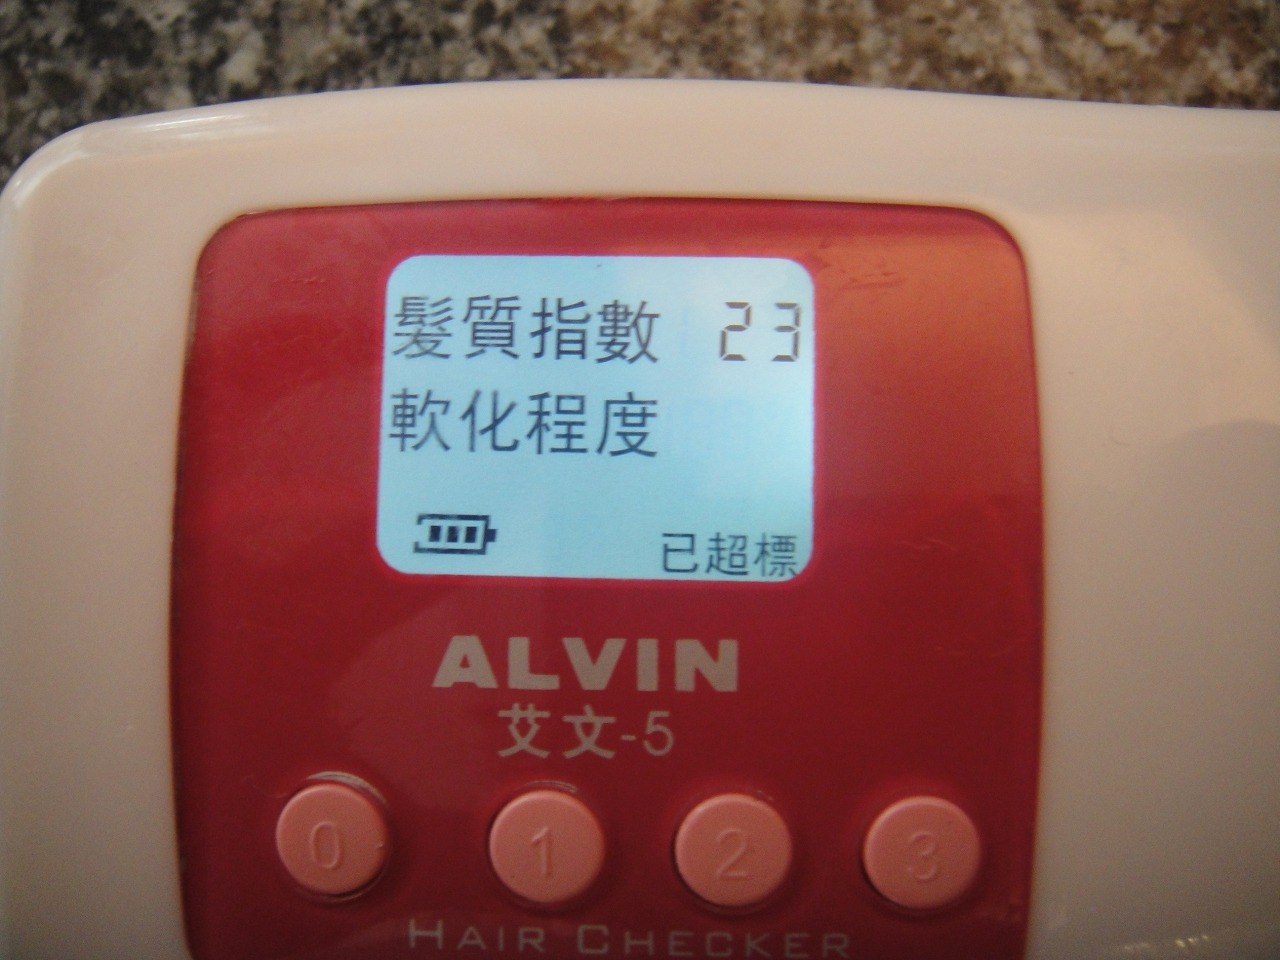 髮質指數 23
軟化程度
已超標
ALVIN
艾文-5
0 1 2 3
HAIR CHECKER